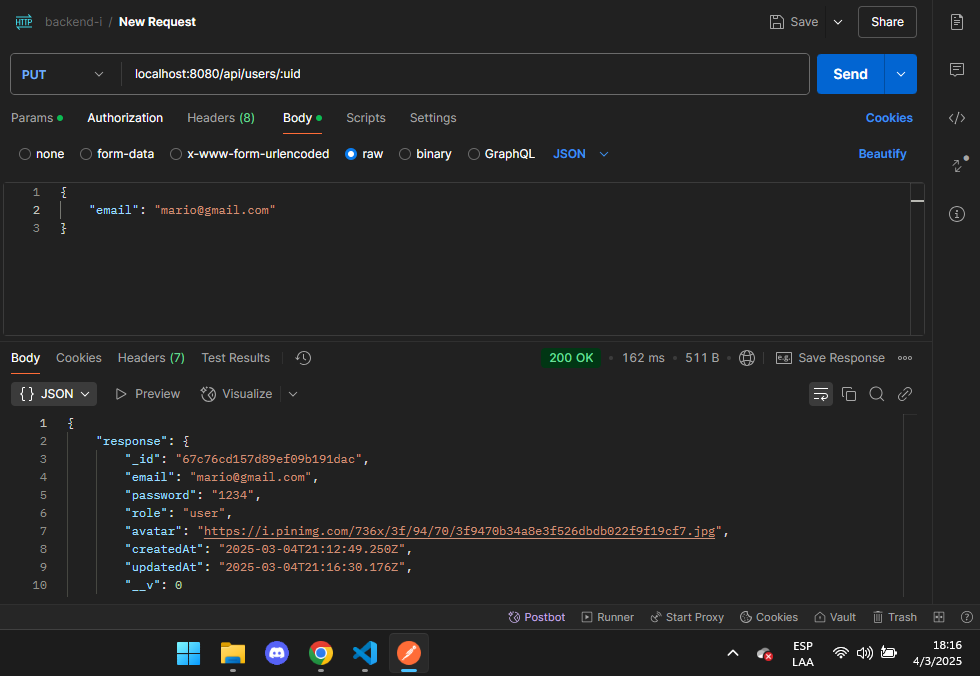 HTTP backend-i / New Request Save Share
PUT localhost:8080/api/users/:uid Send
Params Authorization Headers (8) Body Scripts Settings Cookies
none form-data x-www-form-urlencoded raw binary GraphQL JSON Beautify
1 {
2 "email": "mario@gmail.com"
3 }
Body Cookies Headers (7) Test Results 200 OK • 162 ms • 511 B • e.g. Save Response
{} JSON Preview Visualize
1 {
2 "response": {
3 "_id": "67c76cd157d89ef09b191dac",
4 "email": "mario@gmail.com",
5 "password": "1234",
6 "role": "user",
7 "avatar": "https://i.pinimg.com/736x/3f/94/70/3f9470b34a8e3f526dbdb022f9f19cf7.jpg",
8 "createdAt": "2025-03-04T21:12:49.250Z",
9 "updatedAt": "2025-03-04T21:16:30.176Z",
10 "__v": 0
Postbot Runner Start Proxy Cookies Vault Trash
ESP 18:16
LAA 4/3/2025